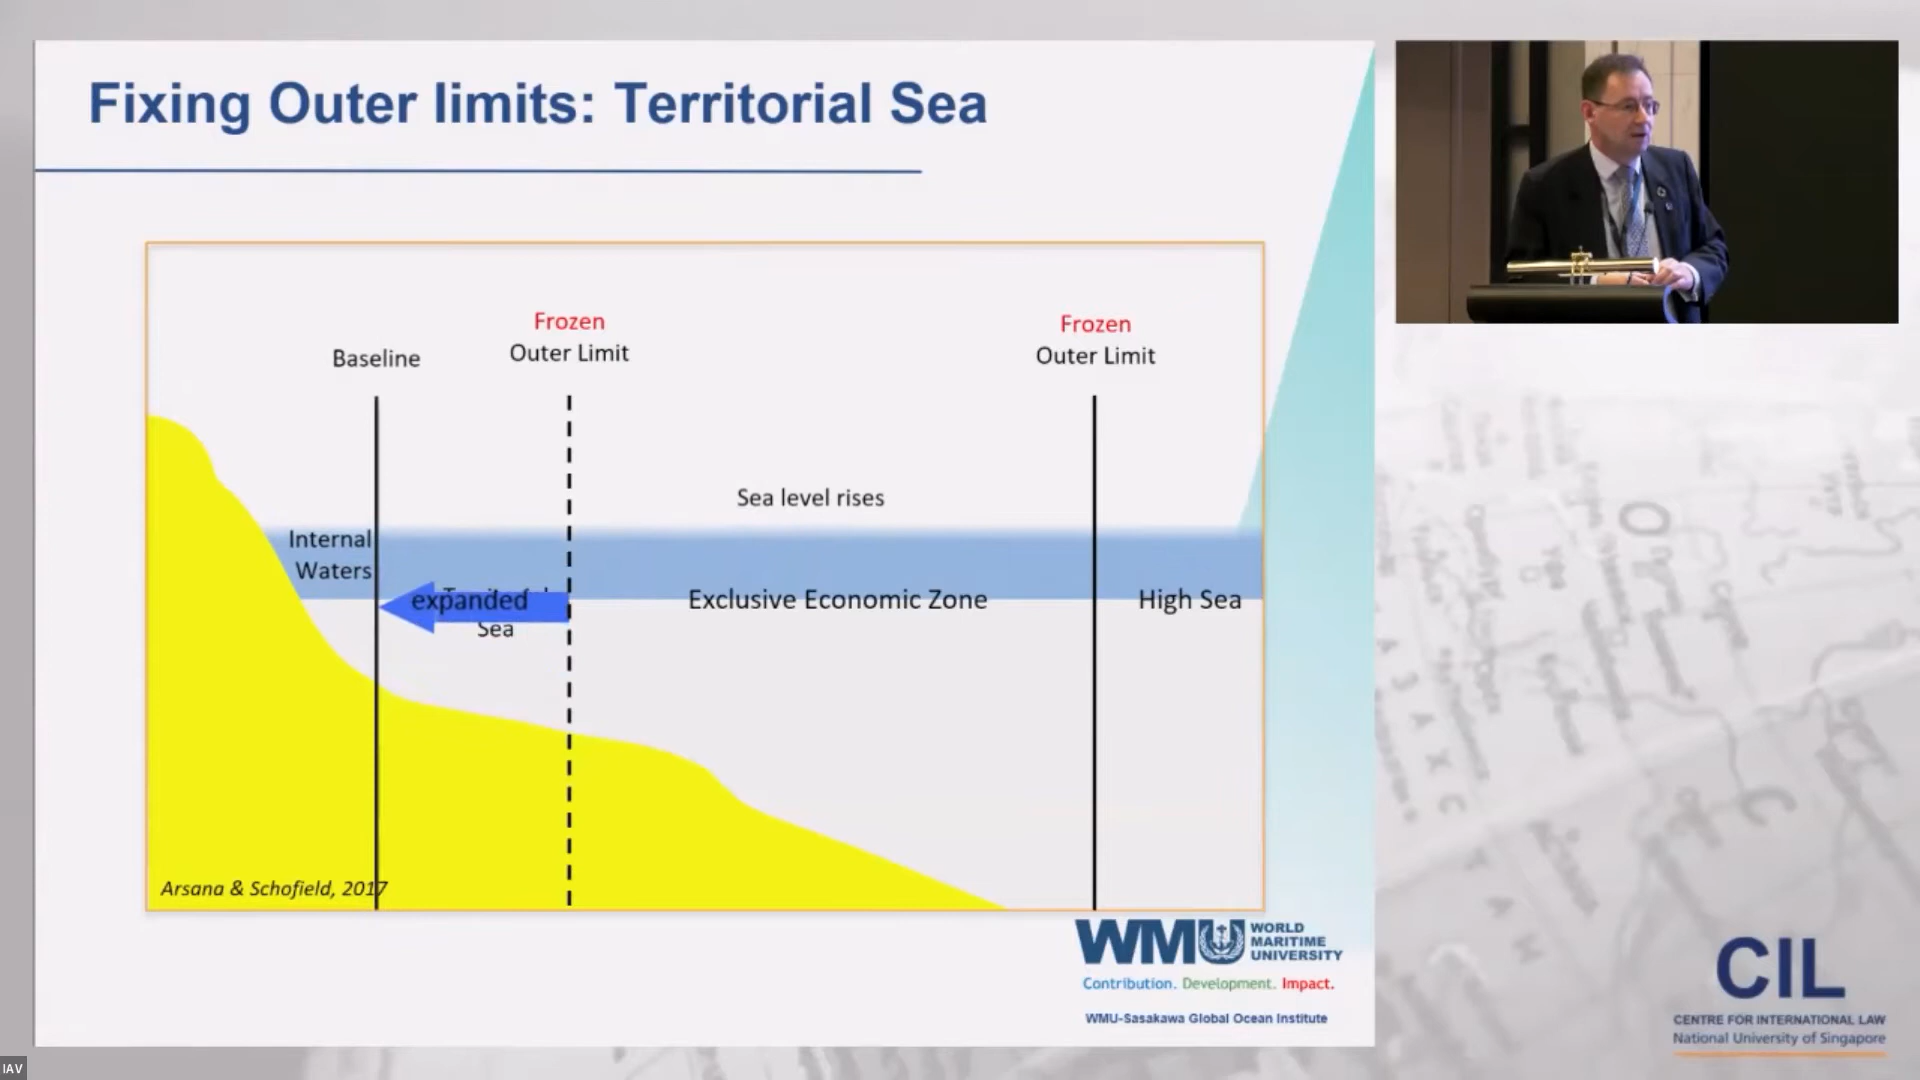 Fixing Outer limits: Territorial Sea
Frozen
Outer Limit
Frozen
Outer Limit
Baseline
Sea level rises
Internal
Waters
expanded
Sea
Exclusive Economic Zone
High Sea
Arsana & Schofield, 2017
WMU WORLD
MARITIME
UNIVERSITY
Contribution. Development. Impact.
WMU-Sasakawa Global Ocean Institute
CIL
CENTRE FOR INTERNATIONAL LAW
National University of Singapore
IAV